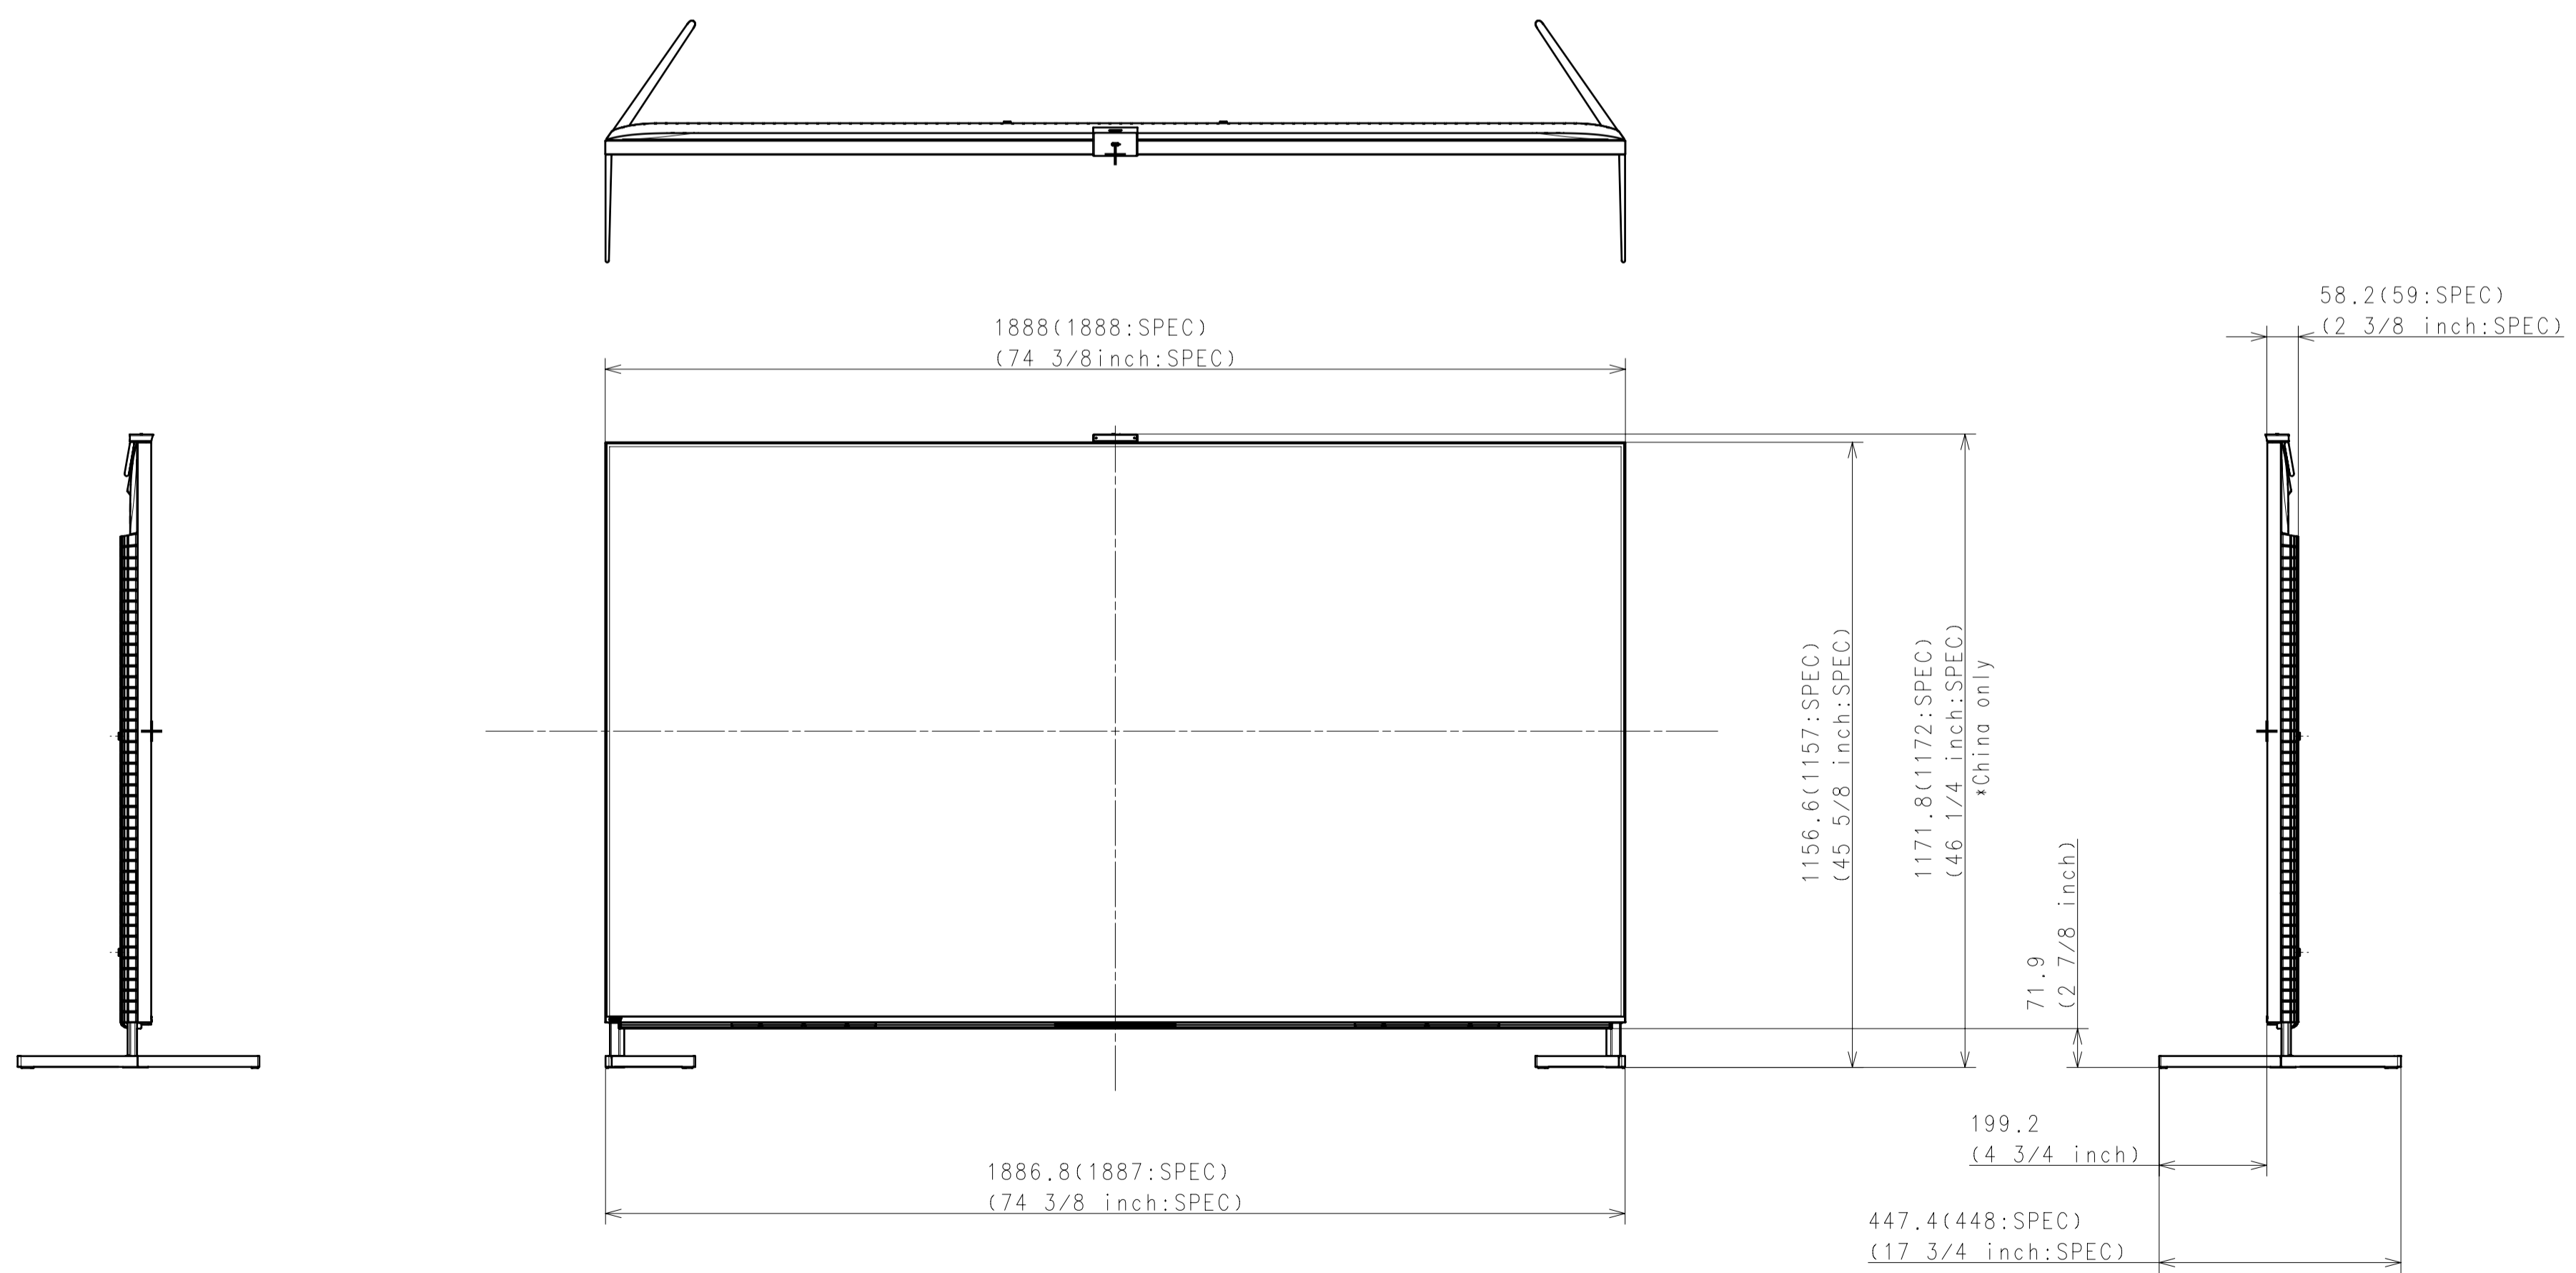 58.2(59:SPEC)
(2 3/8 inch:SPEC)
1888(1888:SPEC)
(74 3/8inch:SPEC)
1156.6(1157:SPEC)
(45 5/8 inch:SPEC)
1171.8(1172:SPEC)
(46 1/4 inch:SPEC)
*China only
71.9
(2 7/8 inch)
199.2
(4 3/4 inch)
1886.8(1887:SPEC)
(74 3/8 inch:SPEC)
447.4(448:SPEC)
(17 3/4 inch:SPEC)